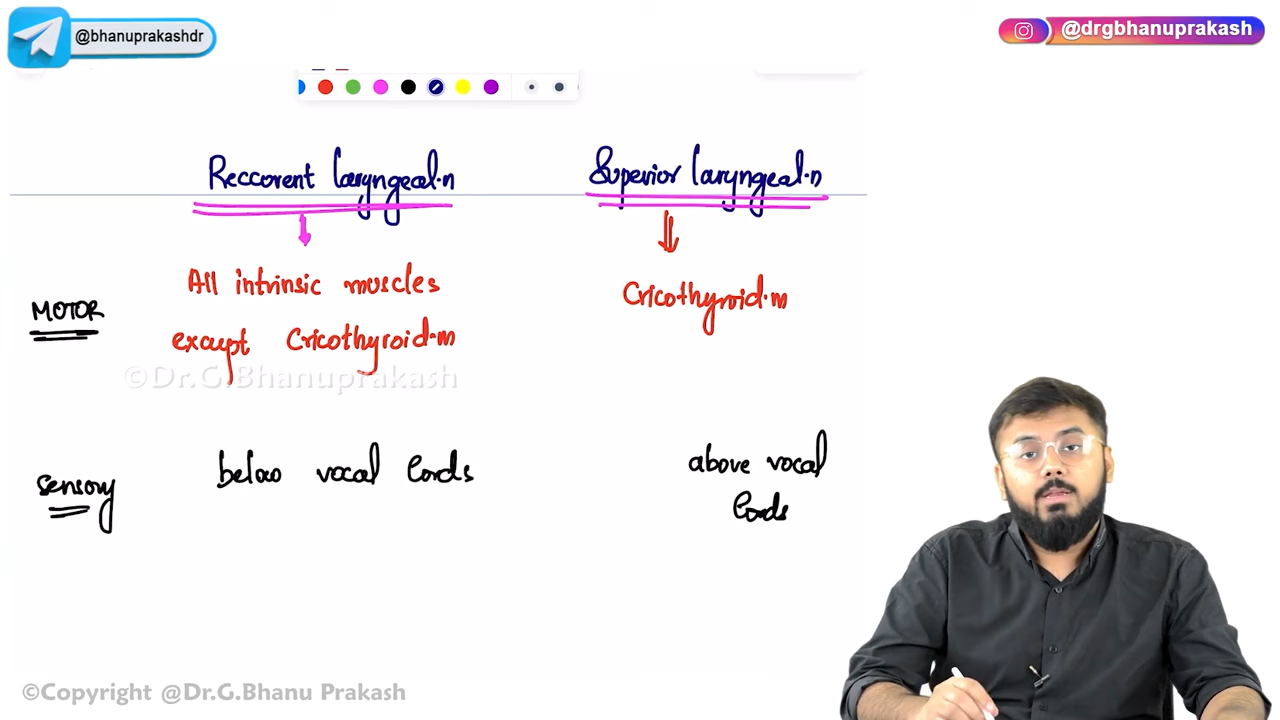 @bhanuprakashdr
@drgbhanuprakash
Reccorent laryngeal.n
Superior laryngeal.n
MOTOR
All intrinsic muscles
except Cricothyroid.m
Cricothyroid.m
©Dr.G.Bhanuprakash
sensory
below vocal cords
above vocal
cords
©Copyright @Dr.G.Bhanu Prakash